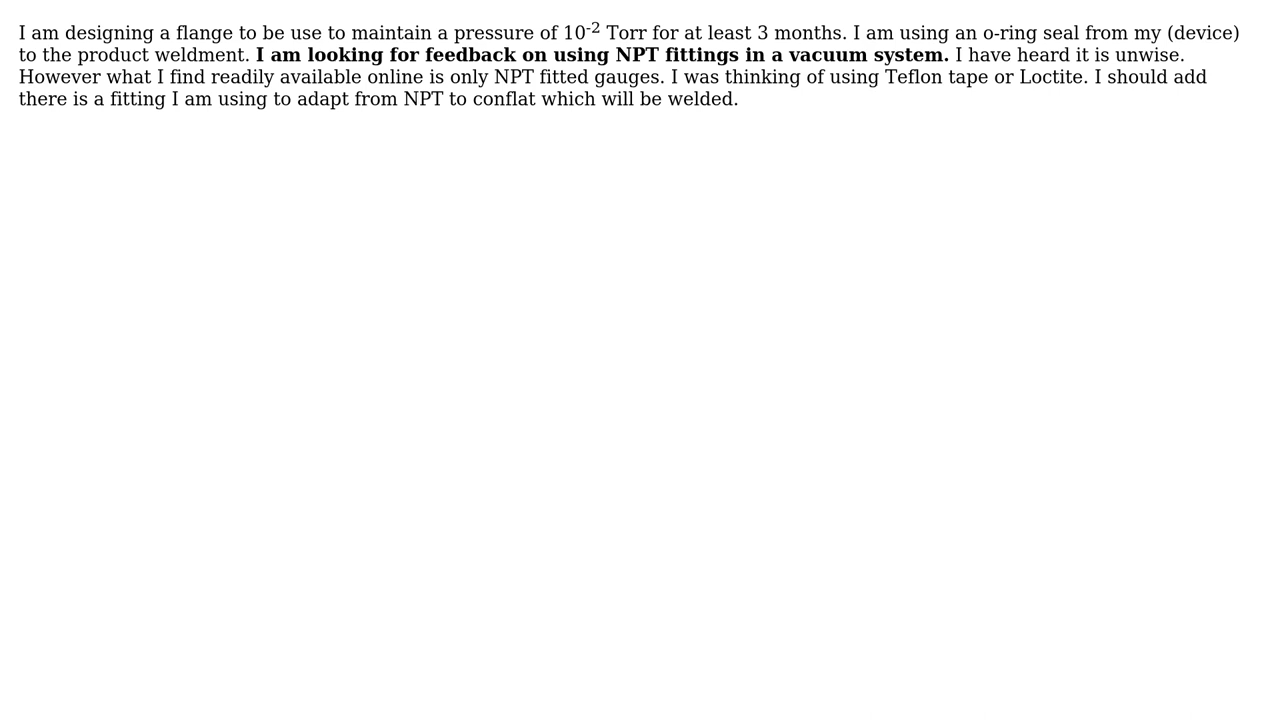 I am designing a flange to be use to maintain a pressure of 10-2 Torr for at least 3 months. I am using an o-ring seal from my (device)
to the product weldment. I am looking for feedback on using NPT fittings in a vacuum system. I have heard it is unwise.
However what I find readily available online is only NPT fitted gauges. I was thinking of using Teflon tape or Loctite. I should add
there is a fitting I am using to adapt from NPT to conflat which will be welded.